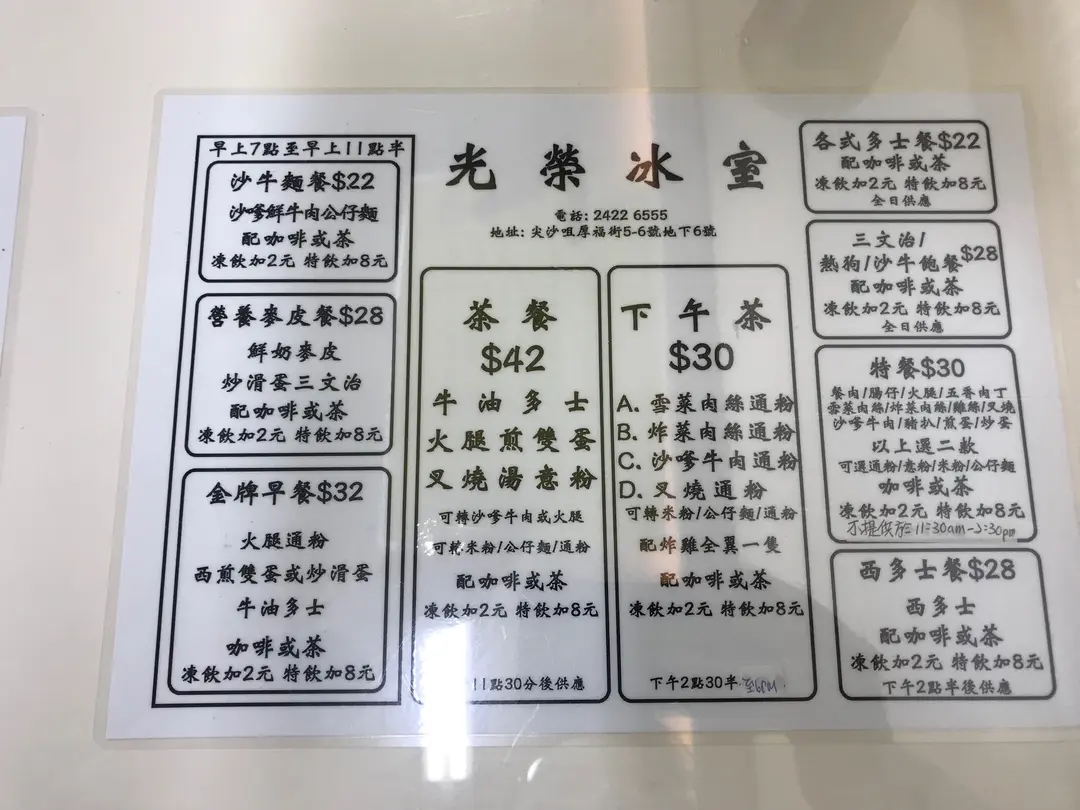 光榮冰室
電話: 2422 6555
地址: 尖沙咀厚福街5-6號地下6號
早上7點至早上11點半
沙牛麵餐$22
沙嗲鮮牛肉公仔麵
配咖啡或茶
凍飲加2元 特飲加8元
營養麥皮餐$28
鮮奶麥皮
炒滑蛋三文治
配咖啡或茶
凍飲加2元 特飲加8元
金牌早餐$32
火腿通粉
西煎雙蛋或炒滑蛋
牛油多士
咖啡或茶
凍飲加2元 特飲加8元
茶餐
$42
牛油多士
火腿煎雙蛋
叉燒湯意粉
可轉沙嗲牛肉或火腿
可轉米粉/公仔麵/通粉
配咖啡或茶
凍飲加2元 特飲加8元
11點30分後供應
下午茶
$30
A. 雪菜肉絲通粉
B. 炸菜肉絲通粉
C. 沙嗲牛肉通粉
D. 叉燒通粉
可轉米粉/公仔麵/通粉
配炸雞全翼一隻
配咖啡或茶
凍飲加2元 特飲加8元
下午2點30半至6PM
各式多士餐$22
配咖啡或茶
凍飲加2元 特飲加8元
全日供應
三文治/
熱狗/沙牛飽餐$28
配咖啡或茶
凍飲加2元 特飲加8元
全日供應
特餐$30
餐肉/腸仔/火腿/五香肉丁
雪菜肉絲/炸菜肉絲/雞絲/叉燒
沙嗲牛肉/豬扒/煎蛋/炒蛋
以上選二款
可選通粉/意粉/米粉/公仔麵
咖啡或茶
凍飲加2元 特飲加8元
不提供於11:30am-2:30pm
西多士餐$28
西多士
配咖啡或茶
凍飲加2元 特飲加8元
下午2點半後供應